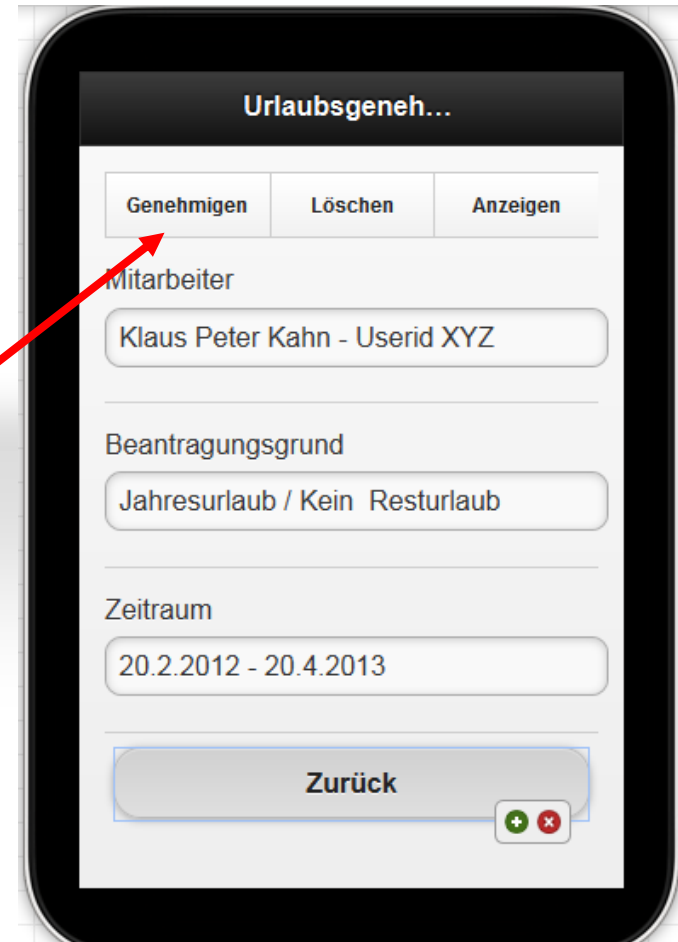 Urlaubsgeneh...
Genehmigen Löschen Anzeigen
Mitarbeiter
Klaus Peter Kahn - Userid XYZ
Beantragungsgrund
Jahresurlaub / Kein  Resturlaub
Zeitraum
20.2.2012 - 20.4.2013
Zurück